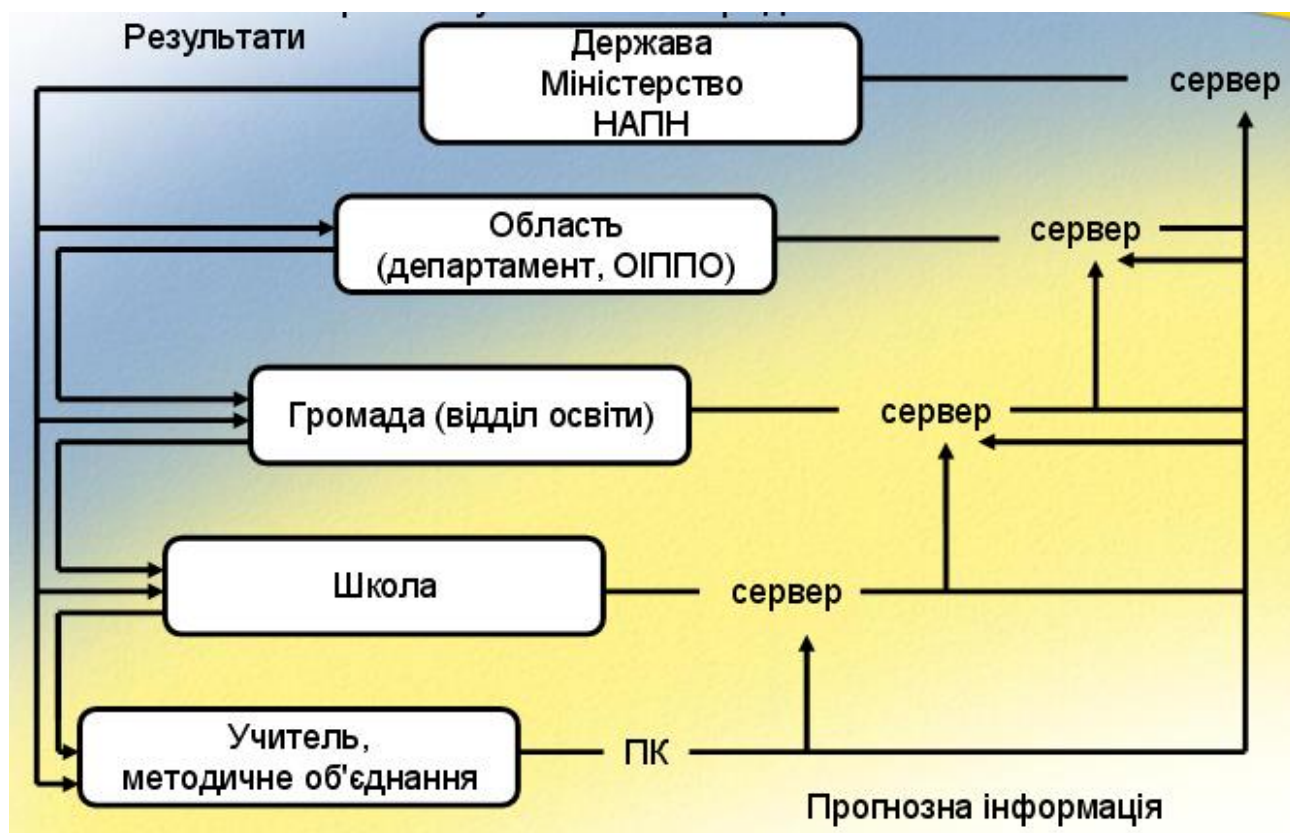 Результати
Держава
Міністерство
НАПН
сервер
Область
(департамент, ОІППО)
сервер
Громада (відділ освіти)
сервер
Школа
сервер
Учитель,
методичне об'єднання
ПК
Прогнозна інформація